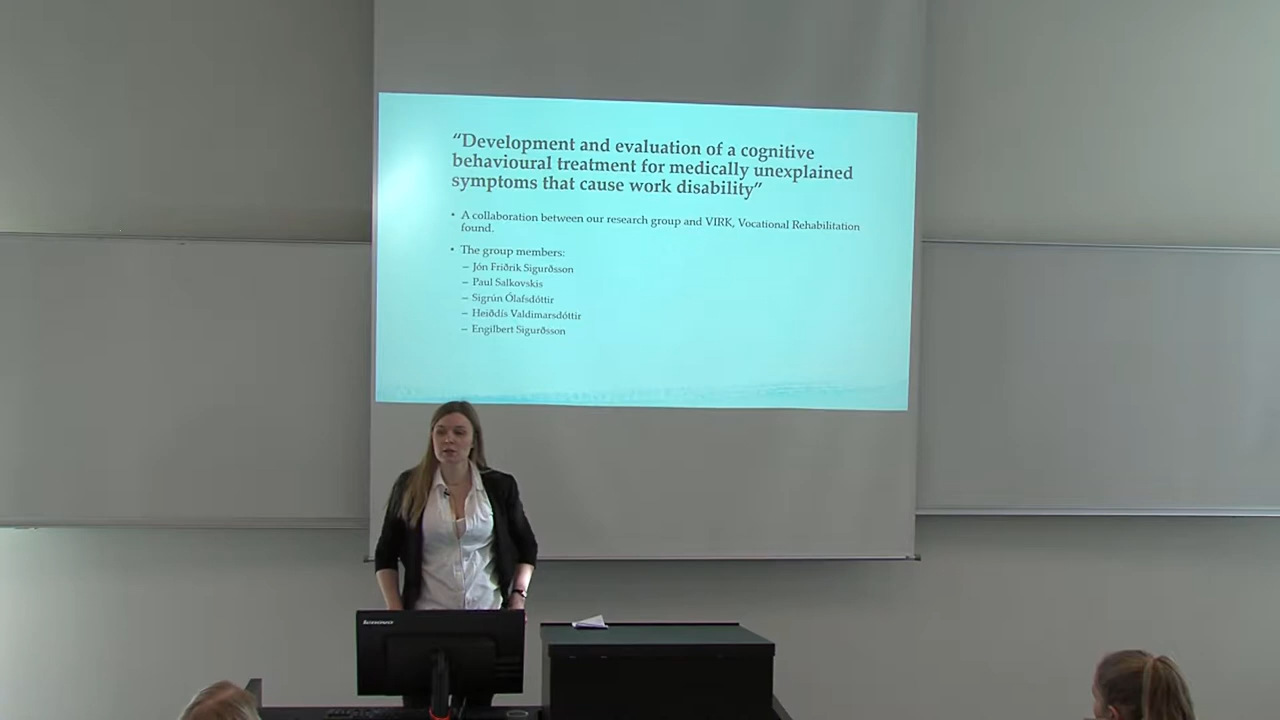 “Development and evaluation of a cognitive
behavioural treatment for medically unexplained
symptoms that cause work disability”
• A collaboration between our research group and VIRK, Vocational Rehabilitation
found.
• The group members:
– Jón Friðrik Sigurðsson
– Paul Salkovskis
– Sigrún Ólafsdóttir
– Heiðdís Valdimarsdóttir
– Engilbert Sigurðsson
lenovo